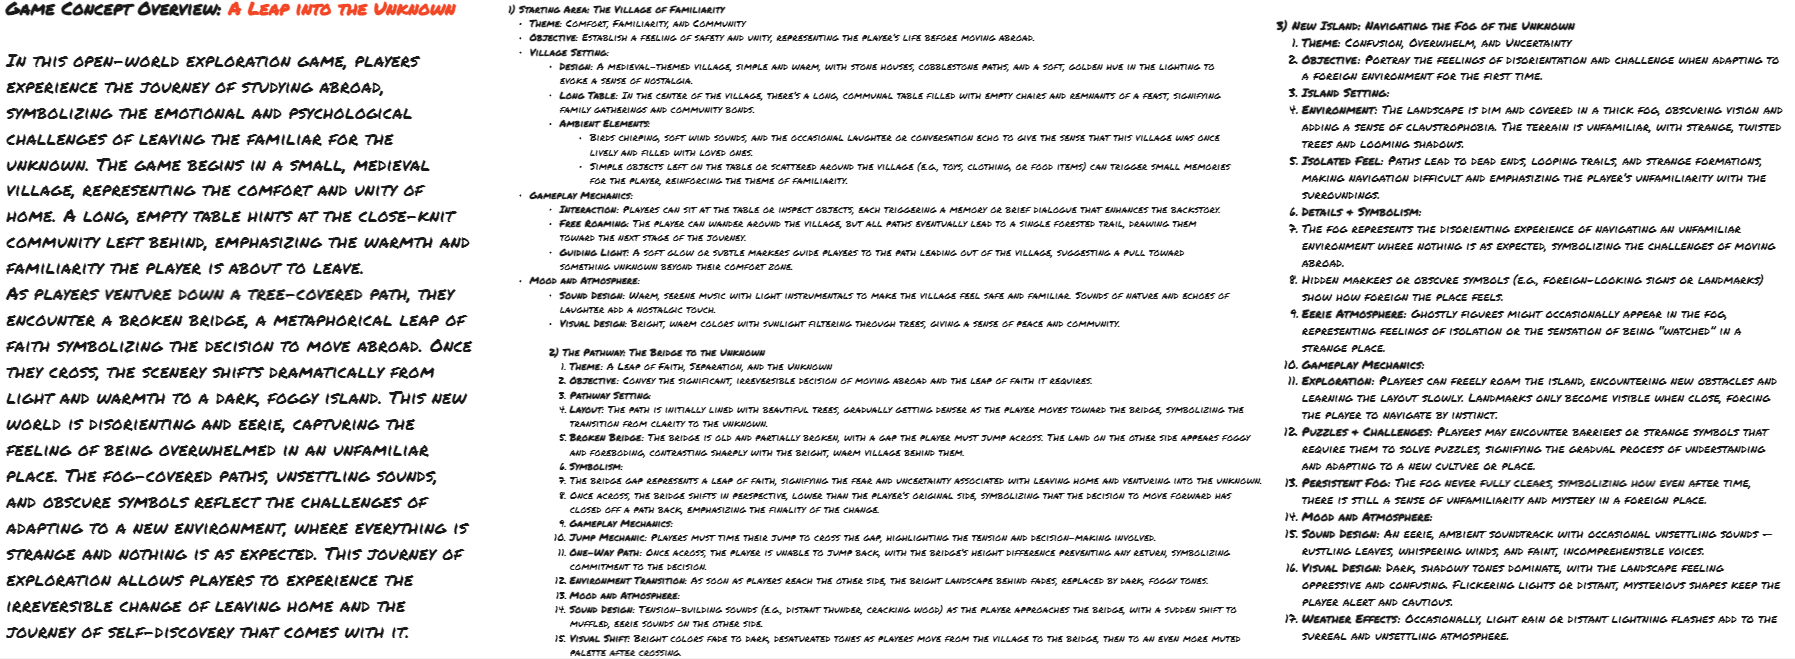 Game Concept Overview: A Leap into the Unknown
In this open-world exploration game, players
experience the journey of studying abroad,
symbolizing the emotional and psychological
challenges of leaving the familiar for the
unknown. The game begins in a small, medieval
village, representing the comfort and unity of
home. A long, empty table hints at the close-knit
community left behind, emphasizing the warmth and
familiarity the player is about to leave.
As players venture down a tree-covered path, they
encounter a broken bridge, a metaphorical leap of
faith symbolizing the decision to move abroad. Once
they cross, the scenery shifts dramatically from
light and warmth to a dark, foggy island. This new
world is disorienting and eerie, capturing the
feeling of being overwhelmed in an unfamiliar
place. The fog-covered paths, unsettling sounds,
and obscure symbols reflect the challenges of
adapting to a new environment, where everything is
strange and nothing is as expected. This journey of
exploration allows players to experience the
irreversible change of leaving home and the
journey of self-discovery that comes with it.
1) Starting Area: The Village of Familiarity
• Theme: Comfort, Familiarity, and Community
• Objective: Establish a feeling of safety and unity, representing the player's life before moving abroad.
• Village Setting:
• Design: A medieval-themed village, simple and warm, with stone houses, cobblestone paths, and a soft, golden hue in the lighting to
evoke a sense of nostalgia.
• Long Table: In the center of the village, there's a long, communal table filled with empty chairs and remnants of a feast, signifying
family gatherings and community bonds.
• Ambient Elements:
• Birds chirping, soft wind sounds, and the occasional laughter or conversation echo to give the sense that this village was once
lively and filled with loved ones.
• Simple objects left on the table or scattered around the village (e.g., toys, clothing, or food items) can trigger small memories
for the player, reinforcing the theme of familiarity.
• Gameplay Mechanics:
• Interaction: Players can sit at the table or inspect objects, each triggering a memory or brief dialogue that enhances the backstory.
• Free Roaming: The player can wander around the village, but all paths eventually lead to a single forested trail, drawing them
toward the next stage of the journey.
• Guiding Light: A soft glow or subtle markers guide players to the path leading out of the village, suggesting a pull toward
something unknown beyond their comfort zone.
• Mood and Atmosphere:
• Sound Design: Warm, serene music with light instrumentals to make the village feel safe and familiar. Sounds of nature and echoes of
laughter add a nostalgic touch.
• Visual Design: Bright, warm colors with sunlight filtering through trees, giving a sense of peace and community.
2) The Pathway: The Bridge to the Unknown
1. Theme: A Leap of Faith, Separation, and the Unknown
2. Objective: Convey the significant, irreversible decision of moving abroad and the leap of faith it requires.
3. Pathway Setting:
4. Layout: The path is initially lined with beautiful trees, gradually getting denser as the player moves toward the bridge, symbolizing the
transition from clarity to the unknown.
5. Broken Bridge: The bridge is old and partially broken, with a gap the player must jump across. The land on the other side appears foggy
and foreboding, contrasting sharply with the bright, warm village behind them.
6. Symbolism:
7. The bridge gap represents a leap of faith, signifying the fear and uncertainty associated with leaving home and venturing into the unknown.
8. Once across, the bridge shifts in perspective, lower than the player's original side, symbolizing that the decision to move forward has
closed off a path back, emphasizing the finality of the change.
9. Gameplay Mechanics:
10. Jump Mechanic: Players must time their jump to cross the gap, highlighting the tension and decision-making involved.
11. One-Way Path: Once across, the player is unable to jump back, with the bridge's height difference preventing any return, symbolizing
commitment to the decision.
12. Environment Transition: As soon as players reach the other side, the bright landscape behind fades, replaced by dark, foggy tones.
13. Mood and Atmosphere:
14. Sound Design: Tension-building sounds (e.g., distant thunder, cracking wood) as the player approaches the bridge, with a sudden shift to
muffled, eerie sounds on the other side.
15. Visual Shift: Bright colors fade to dark, desaturated tones as players move from the village to the bridge, then to an even more muted
palette after crossing.
3) New Island: Navigating the Fog of the Unknown
1. Theme: Confusion, Overwhelm, and Uncertainty
2. Objective: Portray the feelings of disorientation and challenge when adapting to
a foreign environment for the first time.
3. Island Setting:
4. Environment: The landscape is dim and covered in a thick fog, obscuring vision and
adding a sense of claustrophobia. The terrain is unfamiliar, with strange, twisted
trees and looming shadows.
5. Isolated Feel: Paths lead to dead ends, looping trails, and strange formations,
making navigation difficult and emphasizing the player's unfamiliarity with the
surroundings.
6. Details & Symbolism:
7. The fog represents the disorienting experience of navigating an unfamiliar
environment where nothing is as expected, symbolizing the challenges of moving
abroad.
8. Hidden markers or obscure symbols (e.g., foreign-looking signs or landmarks)
show how foreign the place feels.
9. Eerie Atmosphere: Ghostly figures might occasionally appear in the fog,
representing feelings of isolation or the sensation of being "watched" in a
strange place.
10. Gameplay Mechanics:
11. Exploration: Players can freely roam the island, encountering new obstacles and
learning the layout slowly. Landmarks only become visible when close, forcing
the player to navigate by instinct.
12. Puzzles & Challenges: Players may encounter barriers or strange symbols that
require them to solve puzzles, signifying the gradual process of understanding
and adapting to a new culture or place.
13. Persistent Fog: The fog never fully clears, symbolizing how even after time,
there is still a sense of unfamiliarity and mystery in a foreign place.
14. Mood and Atmosphere:
15. Sound Design: An eerie, ambient soundtrack with occasional unsettling sounds —
rustling leaves, whispering winds, and faint, incomprehensible voices.
16. Visual Design: Dark, shadowy tones dominate, with the landscape feeling
oppressive and confusing. Flickering lights or distant, mysterious shapes keep the
player alert and cautious.
17. Weather Effects: Occasionally, light rain or distant lightning flashes add to the
surreal and unsettling atmosphere.